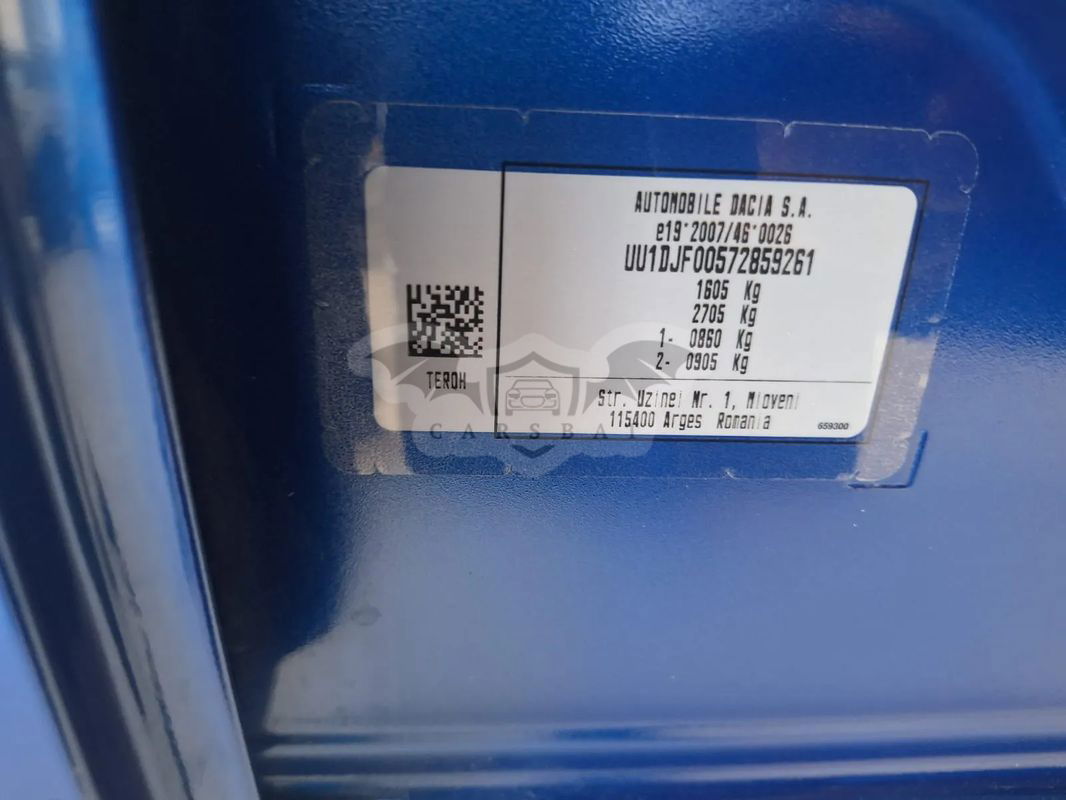 AUTOMOBILE DACIA S.A.
e19*2007/46*0026
UU1DJF00572859261
1605 Kg
2705 Kg
1- 0860 Kg
2- 0905 Kg
TEROH
Str. Uzinei Nr. 1, Mioveni
115400 Arges Romania
659300
CARSBAT